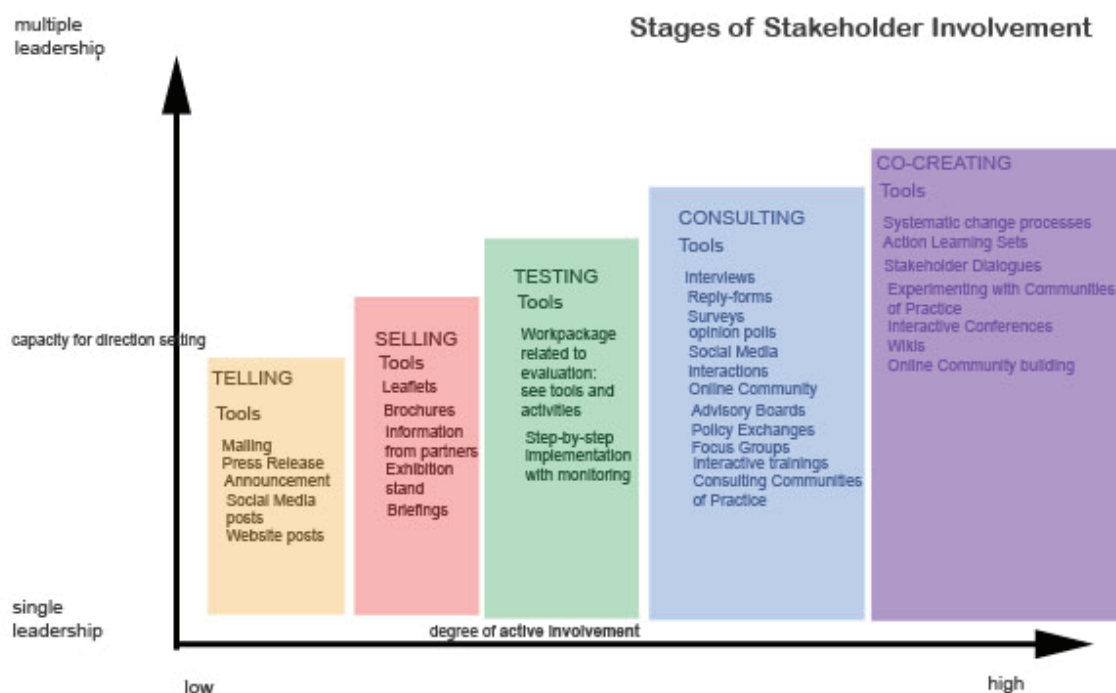 Stages of Stakeholder Involvement
multiple
leadership
capacity for direction setting
single
leadership
TELLING
Tools
Mailing
Press Release
Announcement
Social Media
posts
Website posts
SELLING
Tools
Leaflets
Brochures
Information
from partners
Exhibition
stand
Briefings
TESTING
Tools
Workpackage
related to
evaluation:
see tools and
activities
Step-by-step
implementation
with monitoring
CONSULTING
Tools
Interviews
Reply-forms
Surveys
opinion polls
Social Media
Interactions
Online Community
Advisory Boards
Policy Exchanges
Focus Groups
Interactive trainings
Consulting Communities
of Practice
CO-CREATING
Tools
Systematic change processes
Action Learning Sets
Stakeholder Dialogues
Experimenting with Communities
of Practice
Interactive Conferences
Wikis
Online Community building
degree of active involvement
low
high